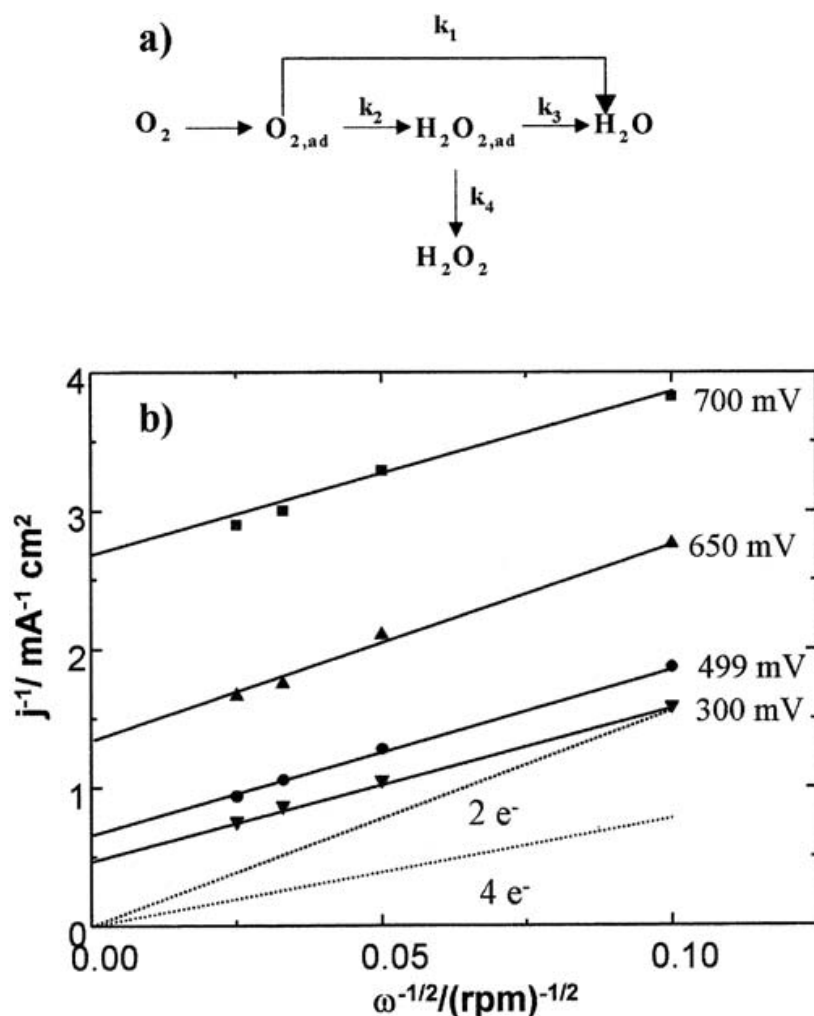 a)
k₁
O₂ → O₂,ad k₂ → H₂O₂,ad k₃ → H₂O
k₄
H₂O₂
b)
4
3
2
1
0
j⁻¹/ mA⁻¹ cm²
700 mV
650 mV
499 mV
300 mV
2 e⁻
4 e⁻
0.00 0.05 0.10
ω⁻¹/²/(rpm)⁻¹/²